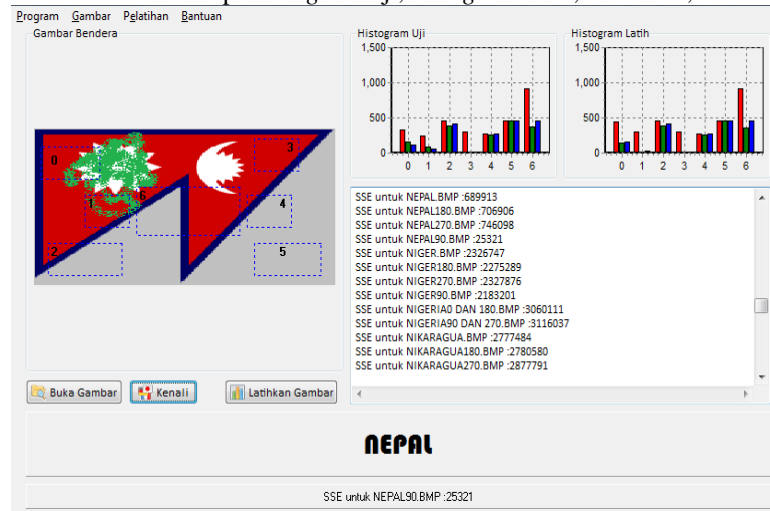 Program Gambar Pelatihan Bantuan
Gambar Bendera
0
1
2
3
4
5
6
Histogram Uji
1,500
1,000
500
0
0 1 2 3 4 5 6
Histogram Latih
1,500
1,000
500
0
0 1 2 3 4 5 6
SSE untuk NEPAL.BMP :689913
SSE untuk NEPAL180.BMP :706906
SSE untuk NEPAL270.BMP :746098
SSE untuk NEPAL90.BMP :25321
SSE untuk NIGER.BMP :2326747
SSE untuk NIGER180.BMP :2275289
SSE untuk NIGER270.BMP :2327876
SSE untuk NIGER90.BMP :2183201
SSE untuk NIGERIA0 DAN 180.BMP :3060111
SSE untuk NIGERIA90 DAN 270.BMP :3116037
SSE untuk NIKARAGUA.BMP :2777484
SSE untuk NIKARAGUA180.BMP :2780580
SSE untuk NIKARAGUA270.BMP :2877791
Buka Gambar Kenali Latihkan Gambar
NEPAL
SSE untuk NEPAL90.BMP :25321